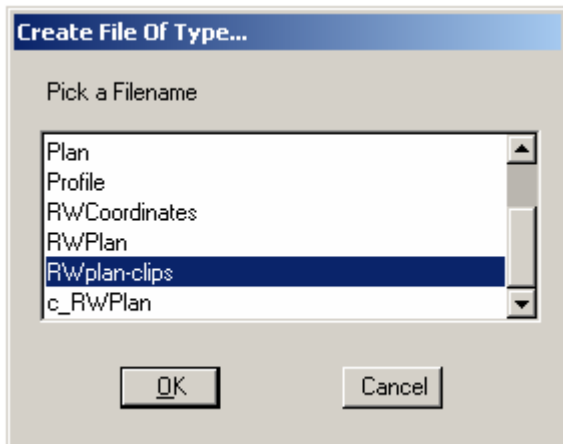 Create File Of Type...
Pick a Filename
Plan
Profile
RWCoordinates
RWPlan
RWplan-clips
c_RWPlan
OK
Cancel